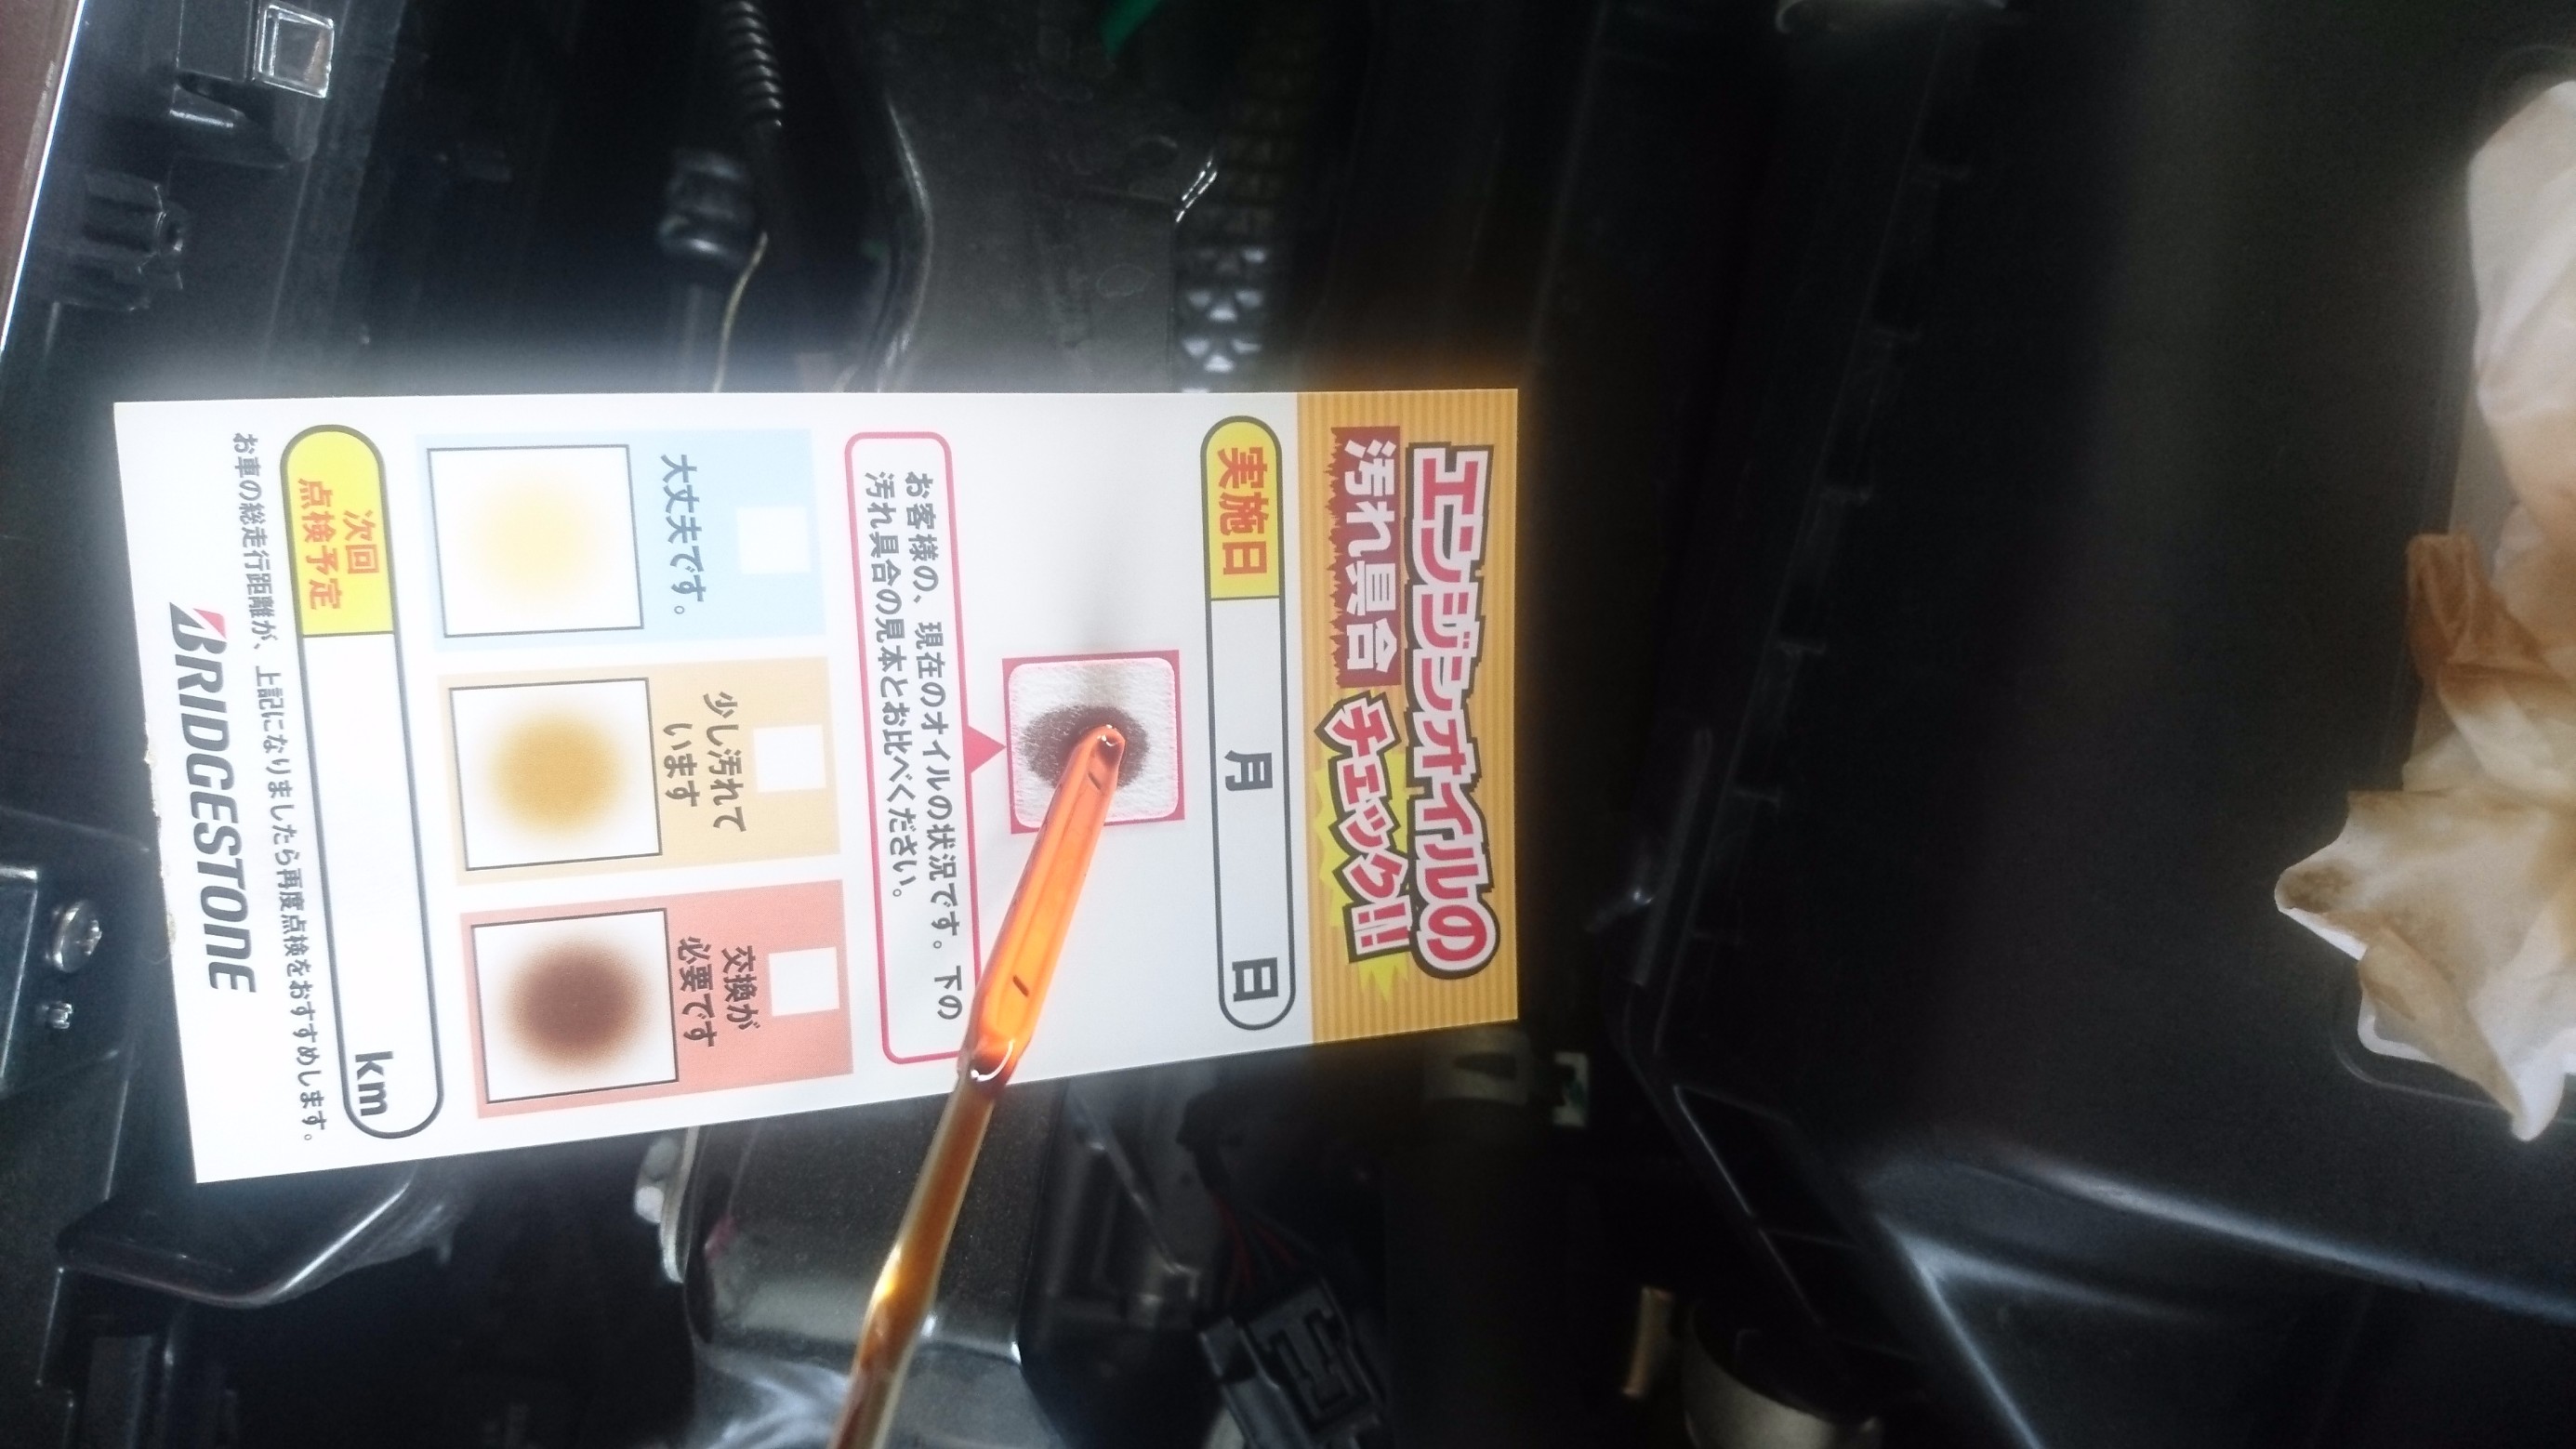 エンジンオイルの
汚れ具合 チェック!!
実施日 月 日
お客様の、現在のオイルの状況です。下の
汚れ具合の見本とお比べください。
大丈夫です。
少し汚れて
います
交換が
必要です
次回
点検予定 km
お車の総走行距離が、上記になりましたら再度点検をおすすめします。
BRIDGESTONE